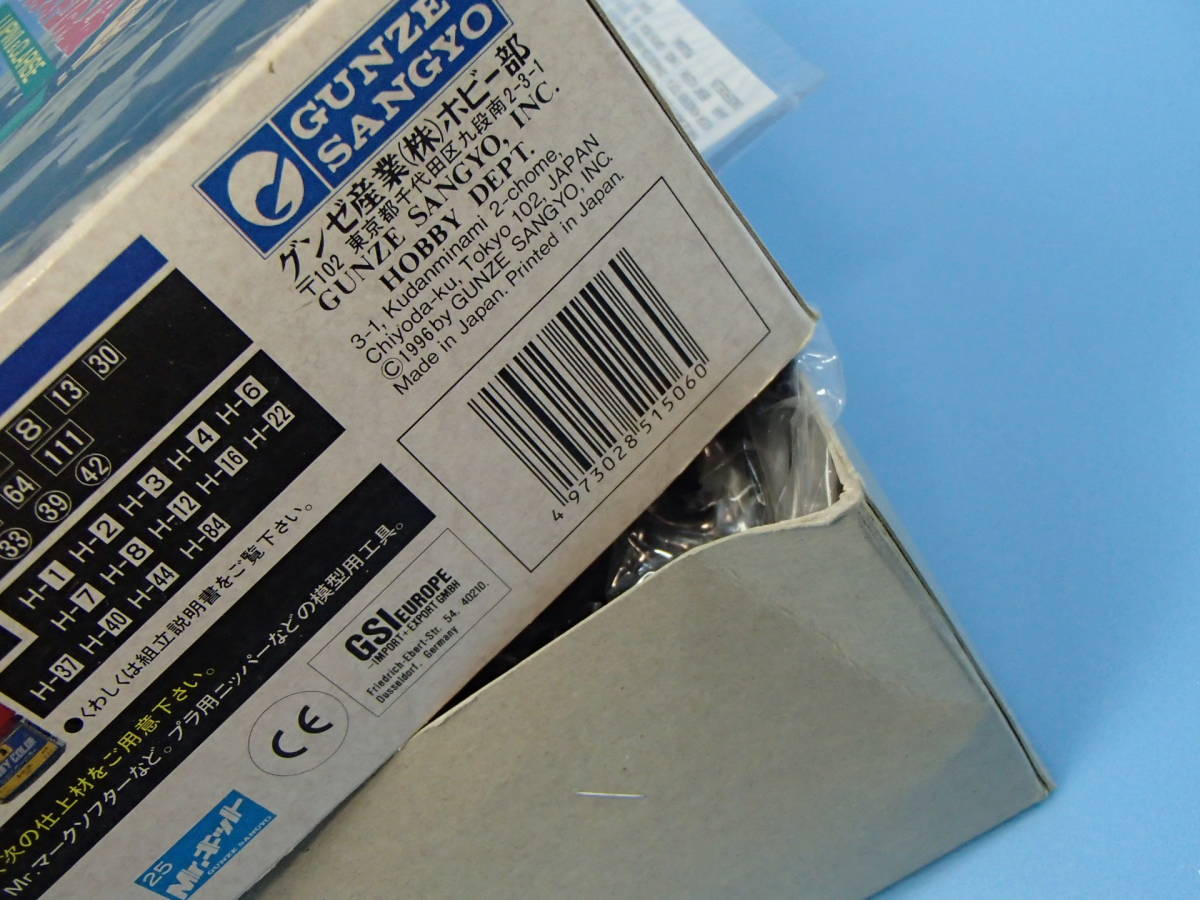 GUNZE
SANGYO
グンゼ産業(株)ホビー部
〒102 東京都千代田区九段南2-3-1
GUNZE SANGYO, INC.
HOBBY DEPT.
3-1, Kudanminami 2-chome,
Chiyoda-ku, Tokyo 102, JAPAN
©1996 by GUNZE SANGYO, INC.
Made in Japan. Printed in Japan.
4 973028 515060
8 13 30
64 111
33 39 42
H-1 H-2 H-3 H-4 H-6
H-7 H-8 H-12 H-16 H-22
H-37 H-40 H-44 H-84
●くわしくは組立説明書をご覧下さい。
次の仕上材をご用意下さい。
Mr.マークソフターなど。プラ用ニッパーなどの模型用工具。
GSI EUROPE
-IMPORT+EXPORT GMBH
Friedrich-Ebert-Str. 54. 40210.
Dusseldorf. Germany
CE
25
Mr.キット
GUNZE SANGYO